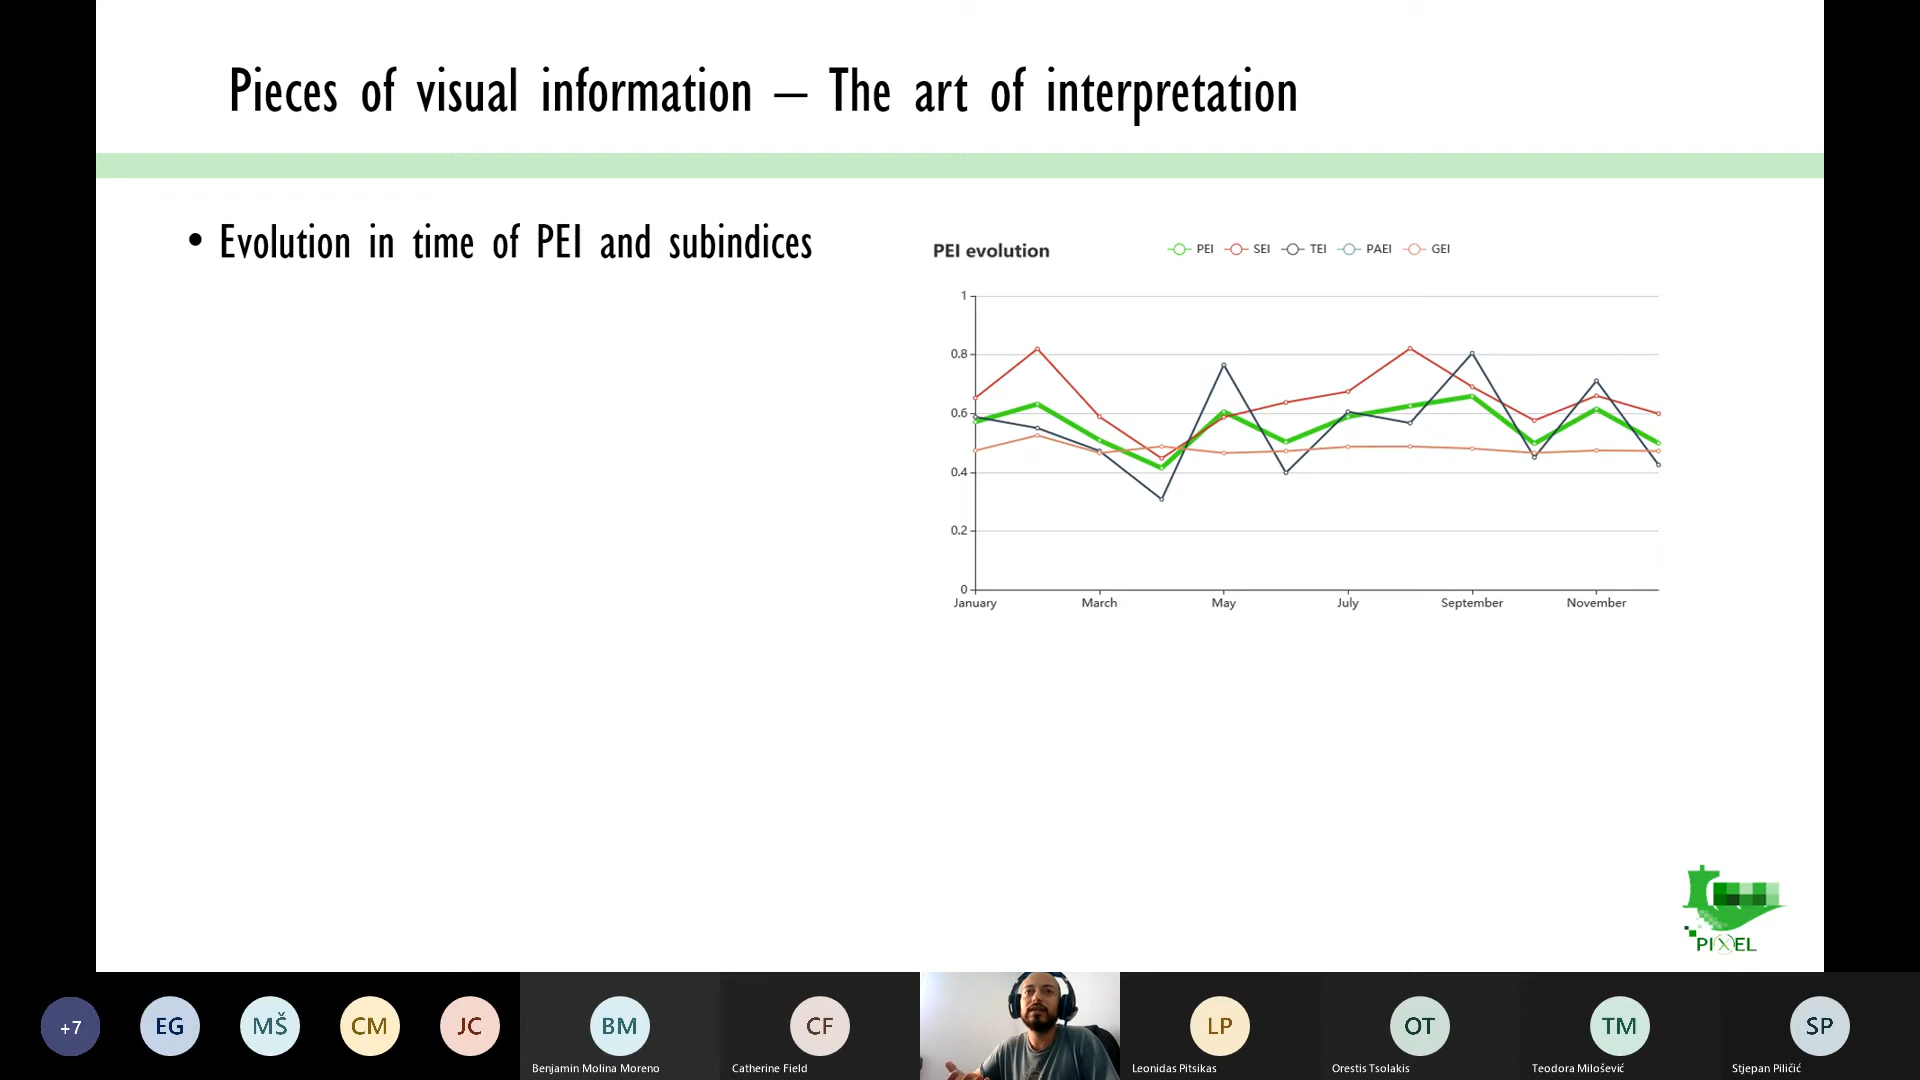 Pieces of visual information – The art of interpretation
• Evolution in time of PEI and subindices
PEI evolution
PEI SEI TEI PAEI GEI
1
0.8
0.6
0.4
0.2
0
January March May July September November
PIXEL
+7 EG MŠ CM JC BM CF LP OT TM SP
Benjamin Molina Moreno Catherine Field Leonidas Pitsikas Orestis Tsolakis Teodora Milošević Stjepan Piličić